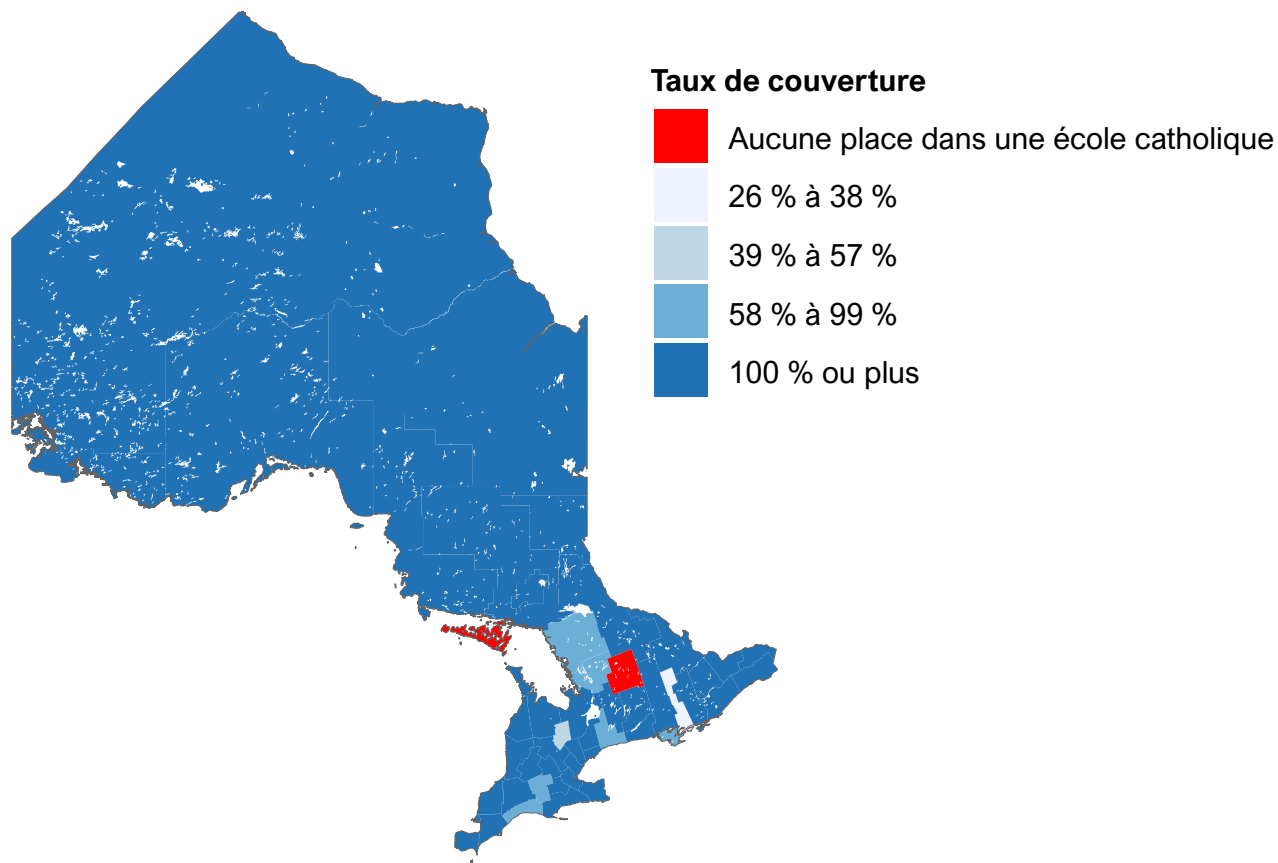 Taux de couverture
Aucune place dans une école catholique
26 % à 38 %
39 % à 57 %
58 % à 99 %
100 % ou plus